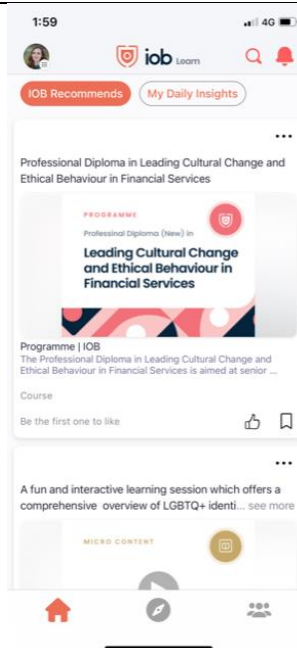 1:59
4G
iob Learn
IOB Recommends
My Daily Insights
Professional Diploma in Leading Cultural Change and
Ethical Behaviour in Financial Services
PROGRAMME
Professinal Diploma (New) in
Leading Cultural Change
and Ethical Behaviour in
Financial Services
Programme | IOB
The Professional Diploma in Leading Cultural Change and
Ethical Behaviour in Financial Services is aimed at senior ...
Course
Be the first one to like
A fun and interactive learning session which offers a
comprehensive overview of LGBTQ+ identi... see more
MICRO CONTENT